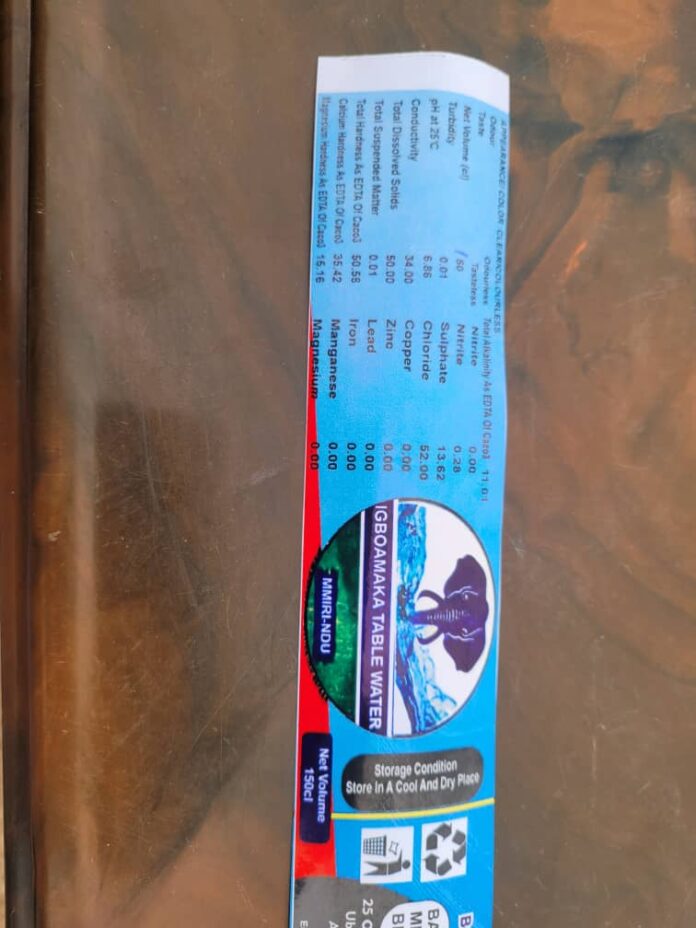 APPEARANCE/COLOR CLEAR/COLOURLESS
Odour Odourless
Taste Tasteless
Net Volume (cl) 150
Turbidity 0.01
pH at 25°C 6.86
Conductivity 34.00
Total Dissolved Solids 50.00
Total Suspended Matter 0.01
Total Hardness As EDTA Of Caco3 50.58
Calcium Hardness As EDTA Of Caco3 35.42
Magnesium Hardness As EDTA Of Caco3 15.16
Total Alkalinity As EDTA Of Caco3 11.01
Nitrite 0.00
Nitrite 0.28
Sulphate 13.62
Chloride 52.00
Copper 0.00
Zinc 0.00
Lead 0.00
Iron 0.00
Manganese 0.00
Magnesium 0.00
IGBOAMAKA TABLE WATER
MMIRI-NDU
Storage Condition
Store In A Cool And Dry Place
Net Volume
150cl
BA
25 O
Ub